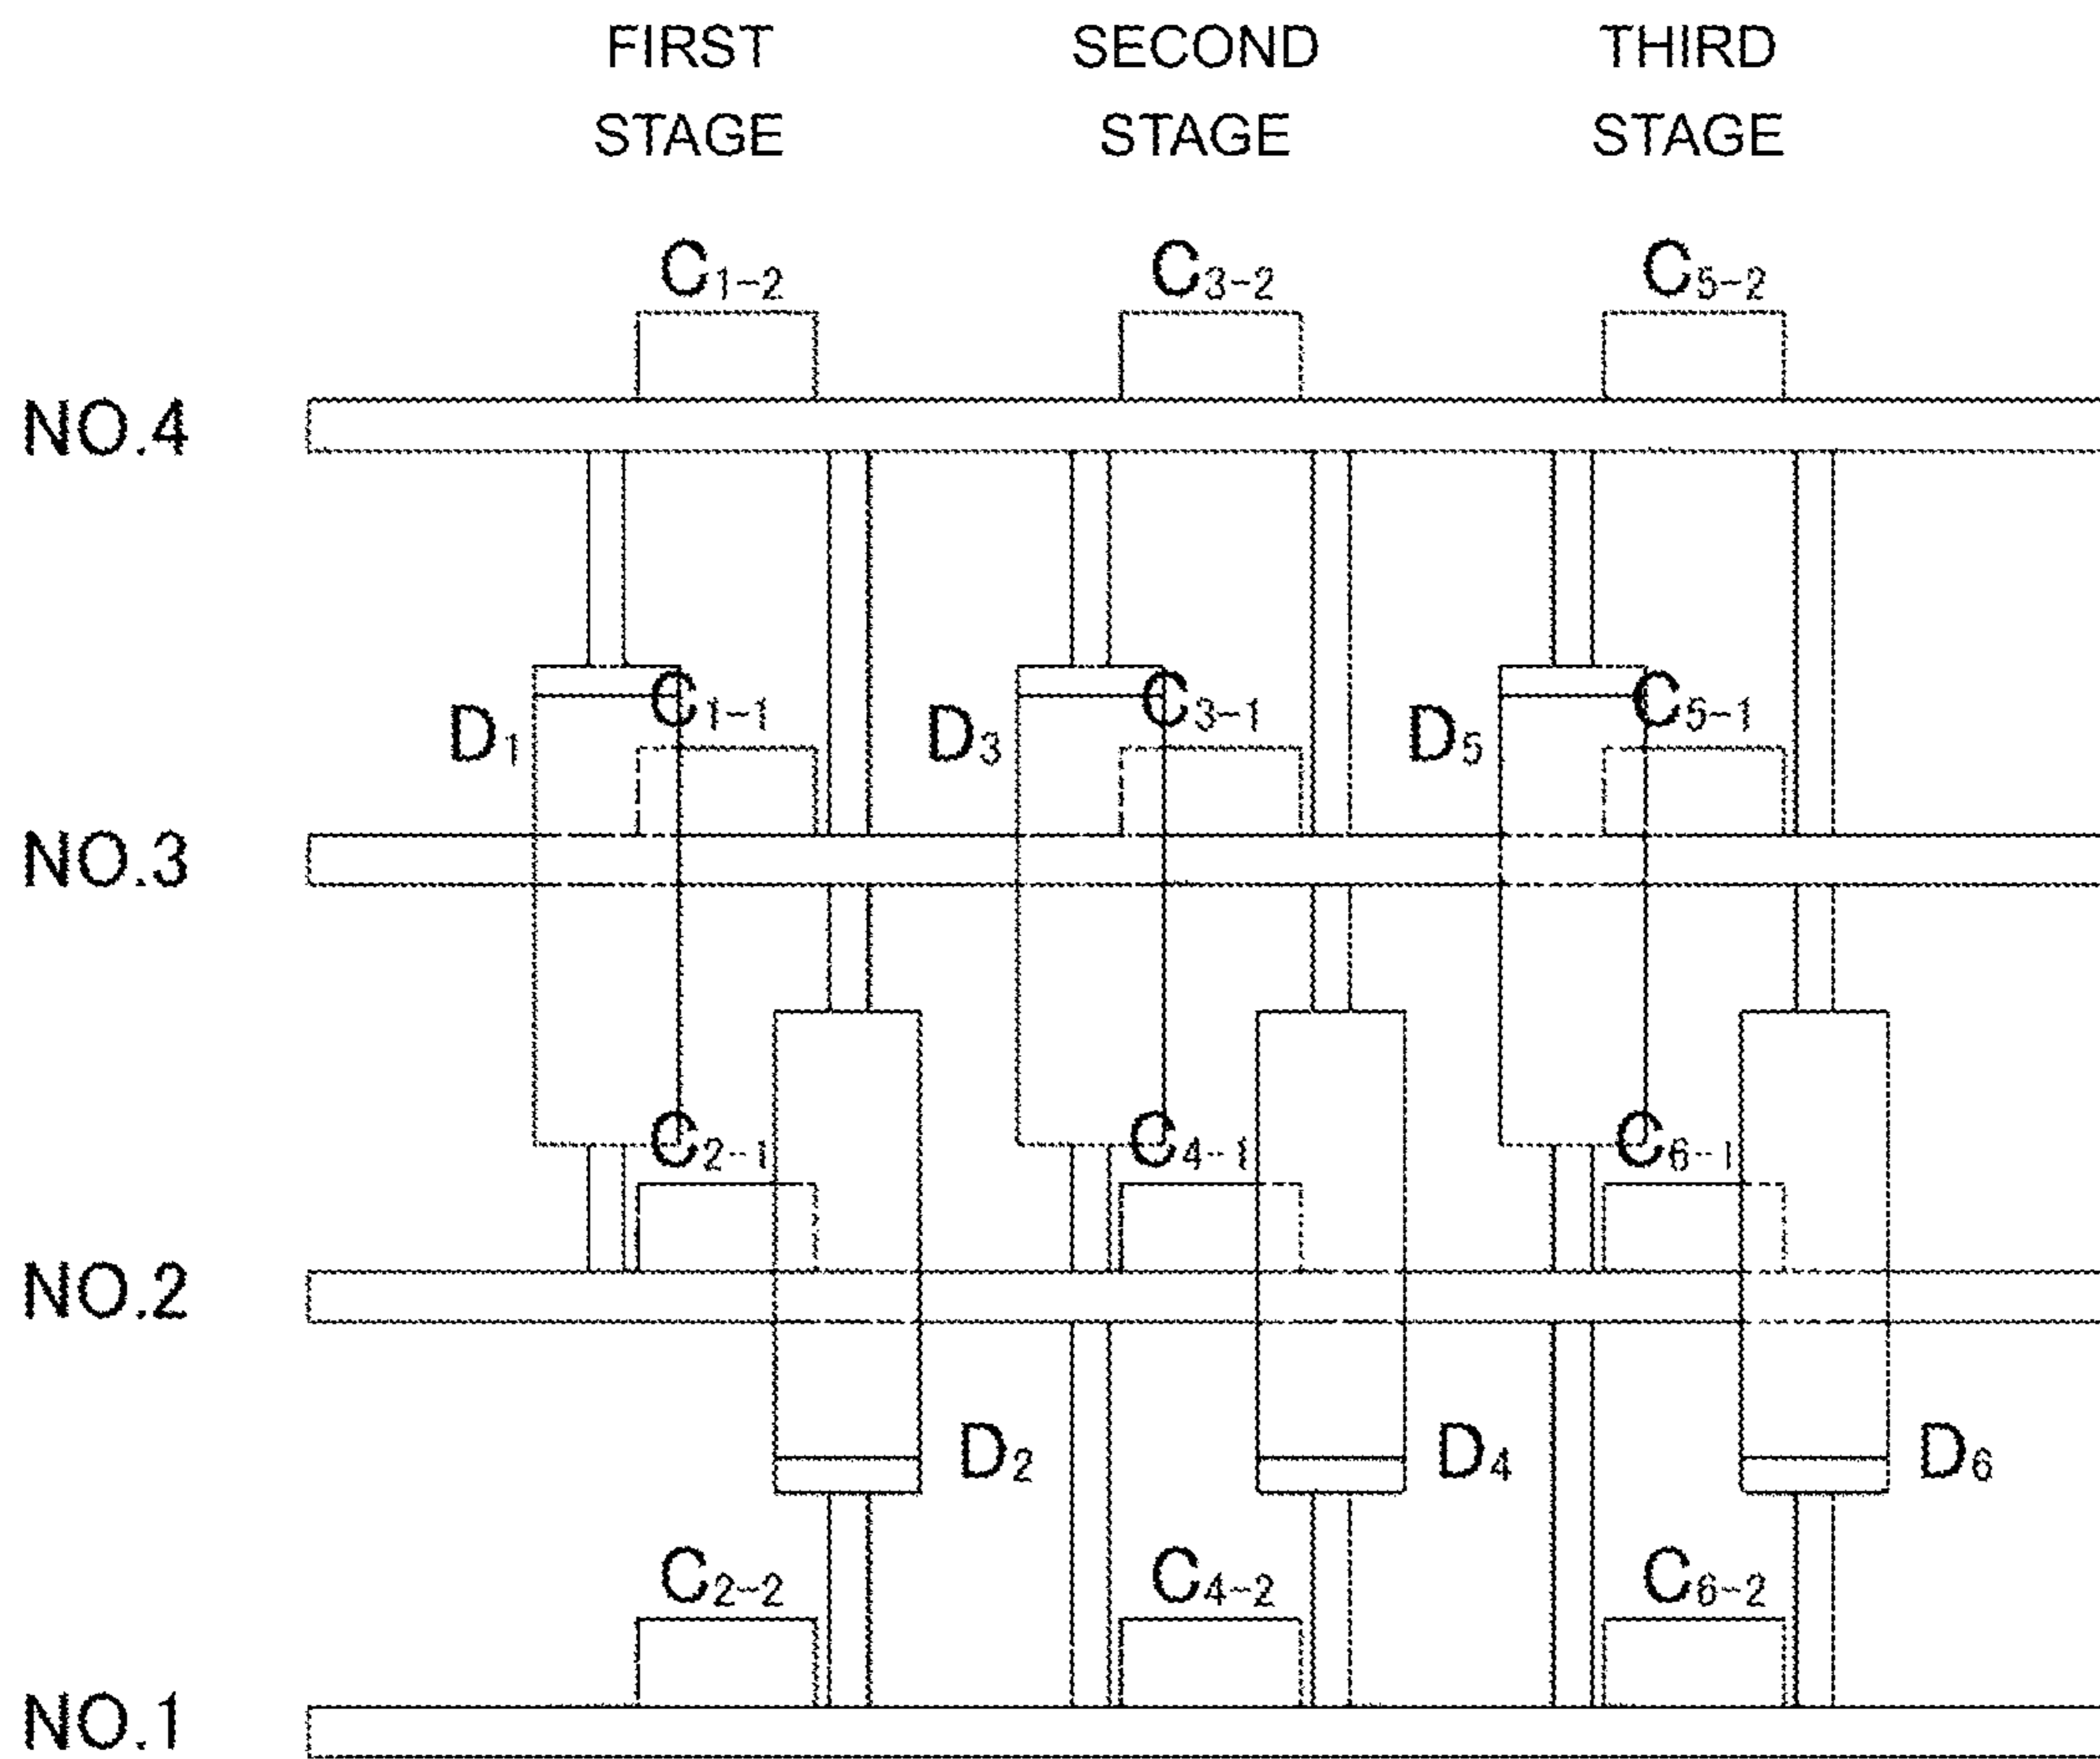 FIRST SECOND THIRD
STAGE STAGE STAGE
C1-2 C3-2 C5-2
NO.4
C1-1 C3-1 C5-1
D1 D3 D5
NO.3
C2-1 C4-1 C6-1
NO.2
D2 D4 D6
C2-2 C4-2 C6-2
NO.1